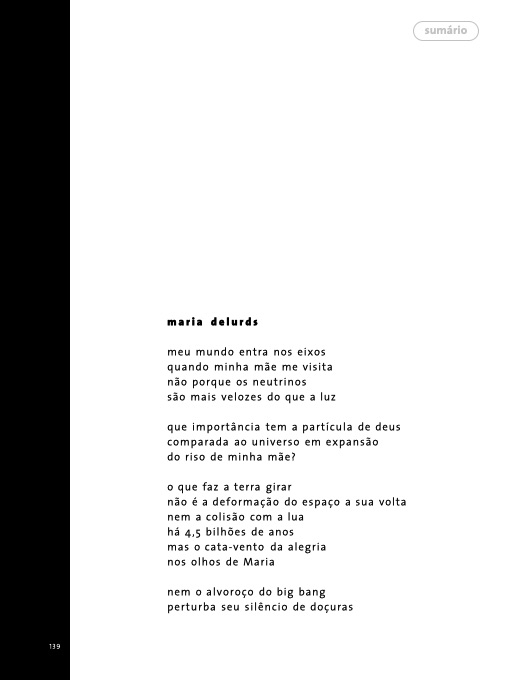 sumário
maria delurds
meu mundo entra nos eixos
quando minha mãe me visita
não porque os neutrinos
são mais velozes do que a luz
que importância tem a partícula de deus
comparada ao universo em expansão
do riso de minha mãe?
o que faz a terra girar
não é a deformação do espaço a sua volta
nem a colisão com a lua
há 4,5 bilhões de anos
mas o cata-vento da alegria
nos olhos de Maria
nem o alvoroço do big bang
perturba seu silêncio de doçuras
139